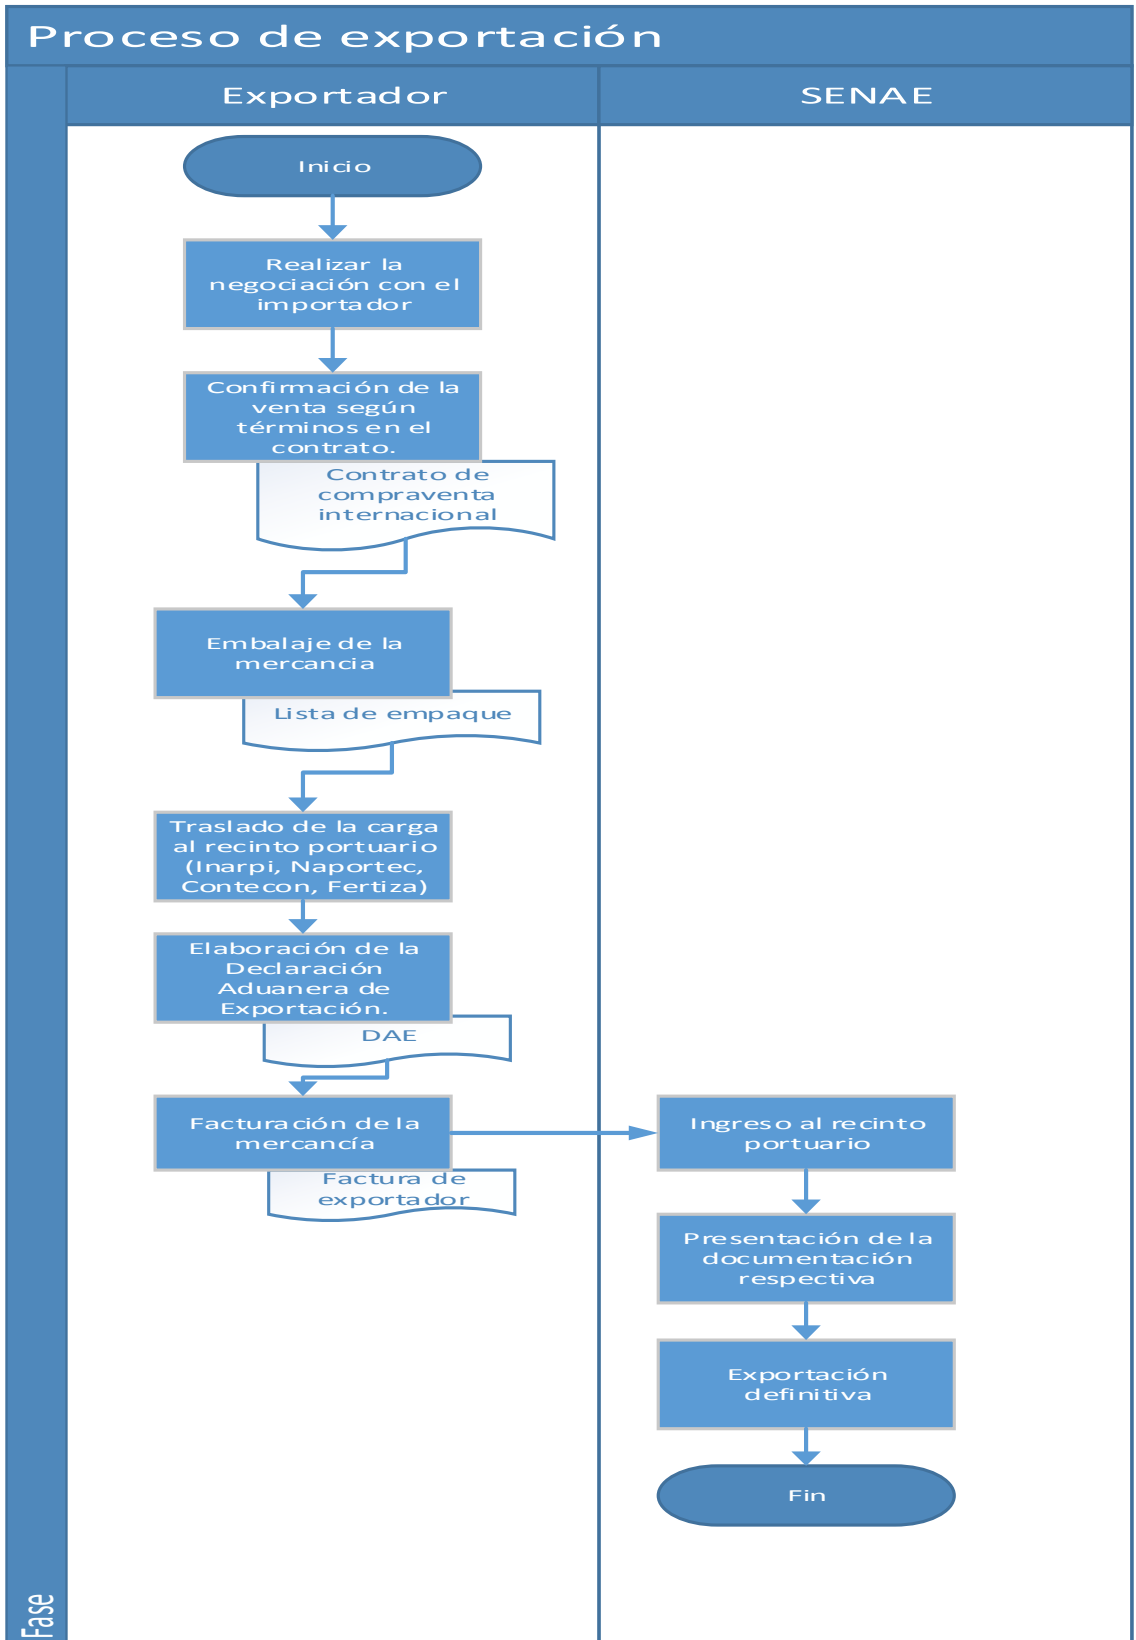 Proceso de exportación
Exportador
SENAE
Inicio
Realizar la
negociación con el
importador
Confirmación de la
venta según
términos en el
contrato.
Contrato de
compraventa
internacional
Embalaje de la
mercancia
Lista de empaque
Traslado de la carga
al recinto portuario
(Inarpi, Naportec,
Contecon, Fertiza)
Elaboración de la
Declaración
Aduanera de
Exportación.
DAE
Facturación de la
mercancía
Factura de
exportador
Ingreso al recinto
portuario
Presentación de la
documentación
respectiva
Exportación
definitiva
Fin
Fase